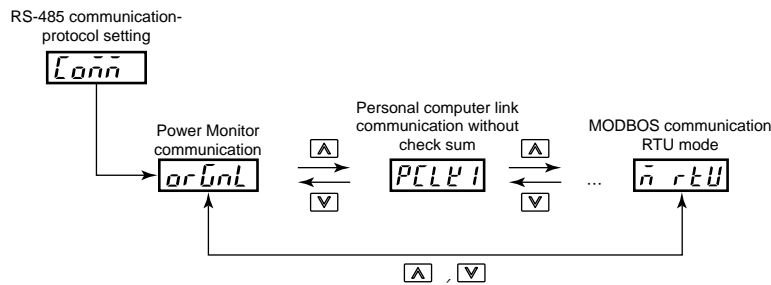 RS-485 communication-
protocol setting
Comm
Power Monitor
communication
orGnL
Personal computer link
communication without
check sum
PCLK1
MODBOS communication
RTU mode
...
m rtU
,